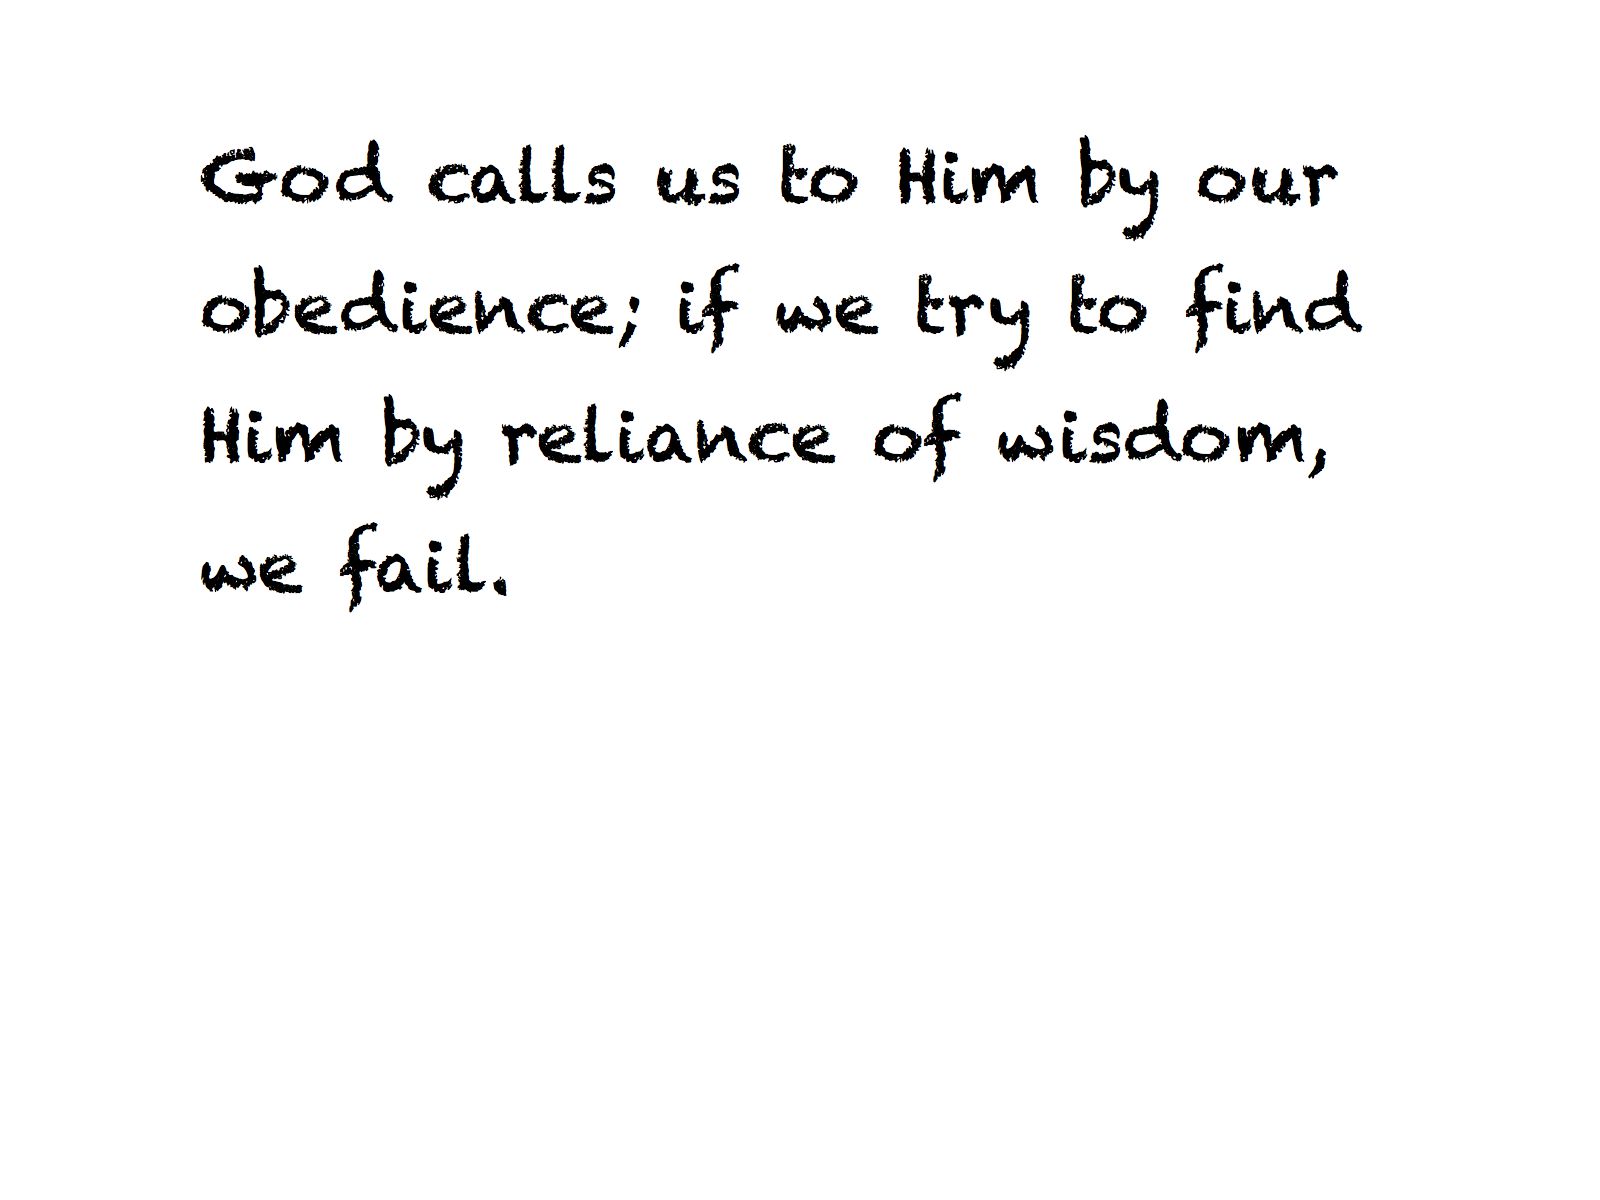 God calls us to Him by our
obedience; if we try to find
Him by reliance of wisdom,
we fail.